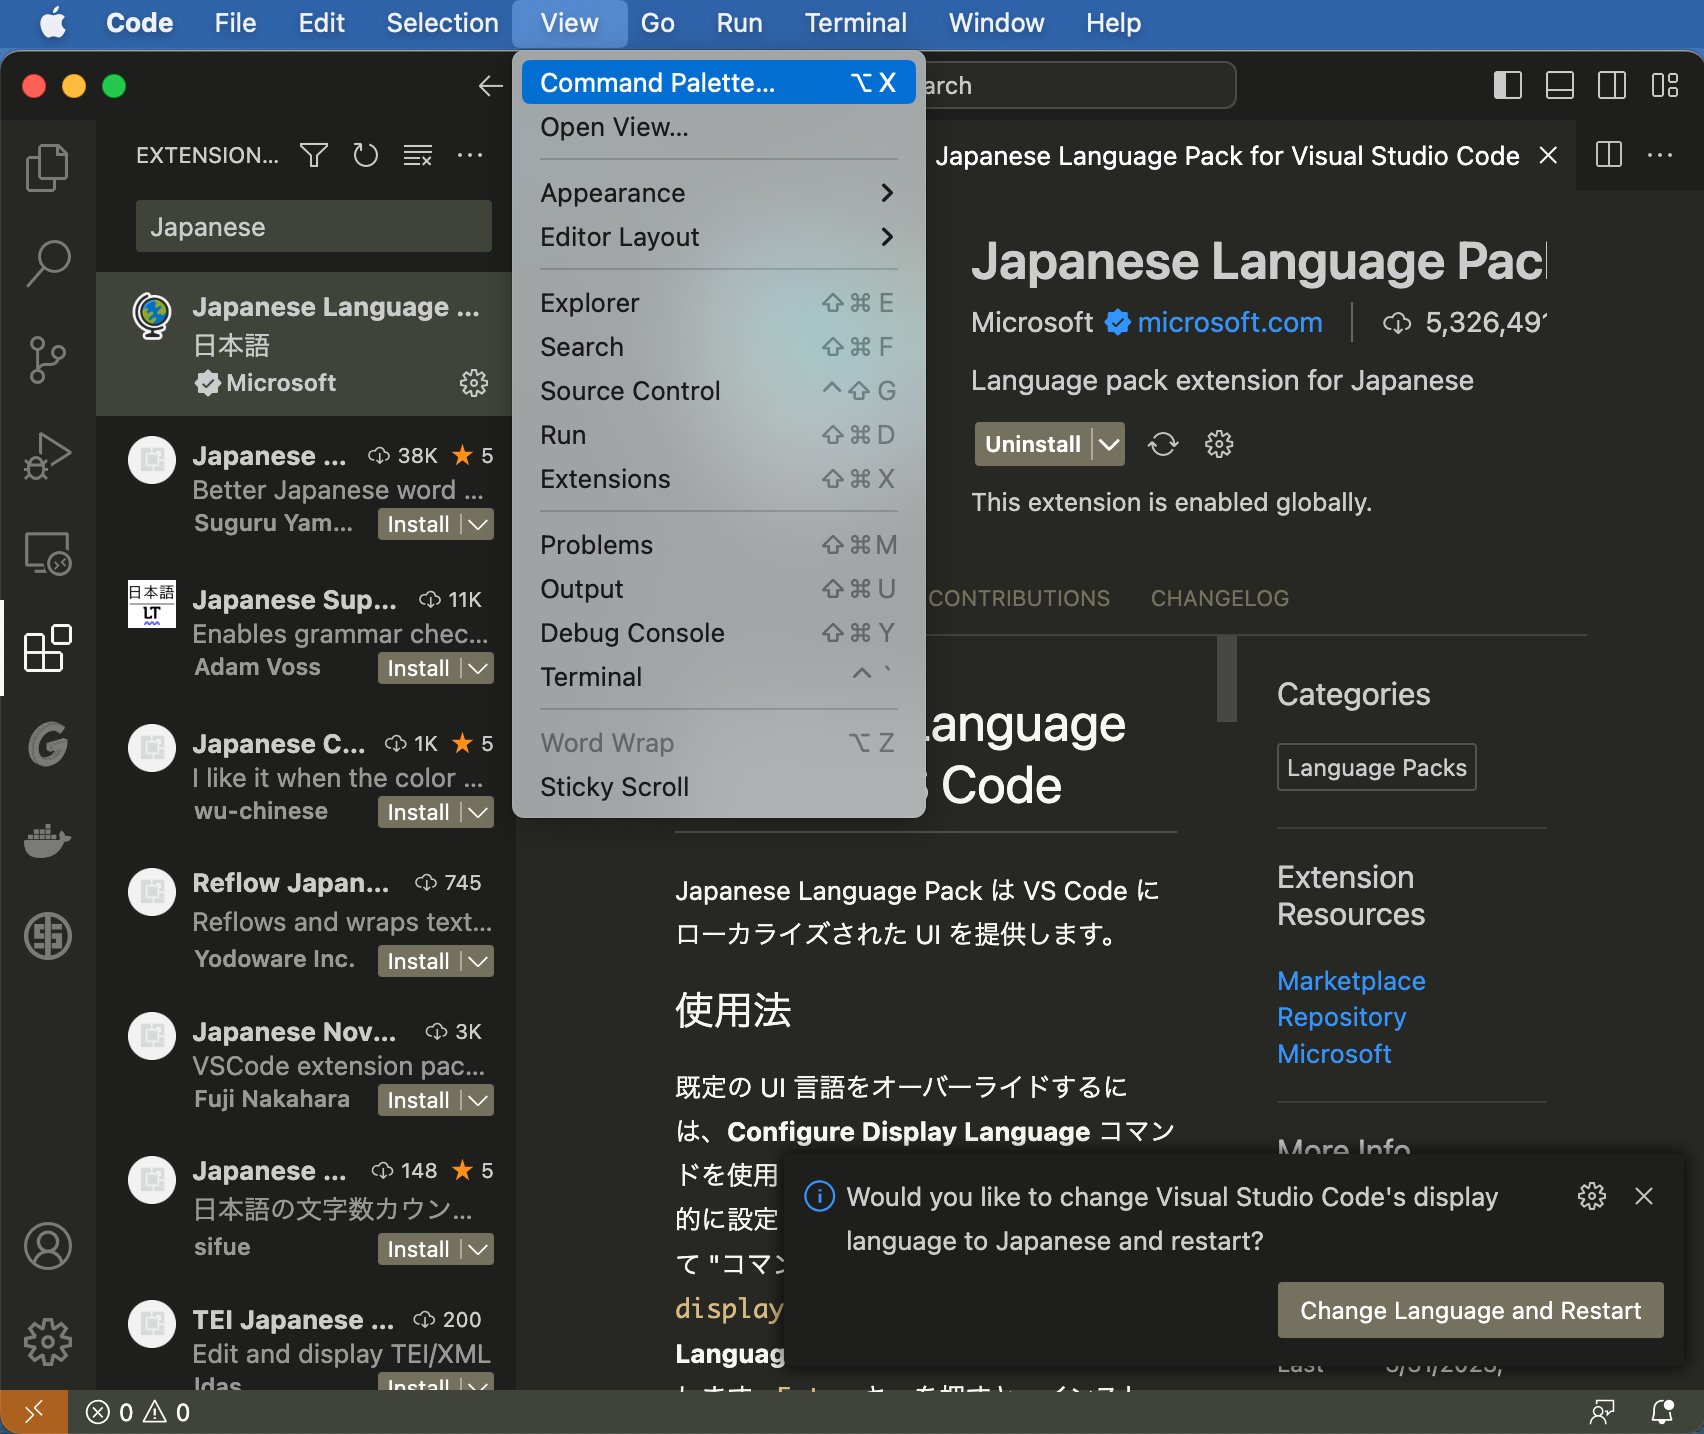 Code File Edit Selection View Go Run Terminal Window Help
Command Palette... ⌥ X
Open View...
Appearance
Editor Layout
Explorer ⇧⌘ E
Search ⇧⌘ F
Source Control ^⇧ G
Run ⇧⌘ D
Extensions ⇧⌘ X
Problems ⇧⌘ M
Output ⇧⌘ U
Debug Console ⇧⌘ Y
Terminal ^ `
Word Wrap ⌥ Z
Sticky Scroll
arch
EXTENSION...
Japanese
Japanese Language ...
日本語
Microsoft
Japanese ... 38K ★ 5
Better Japanese word ...
Suguru Yam... Install
日本語
LT
Japanese Sup... 11K
Enables grammar chec...
Adam Voss Install
Japanese C... 1K ★ 5
I like it when the color ...
wu-chinese Install
Reflow Japan... 745
Reflows and wraps text...
Yodoware Inc. Install
Japanese Nov... 3K
VSCode extension pac...
Fuji Nakahara Install
Japanese ... 148 ★ 5
日本語の文字数カウン...
sifue Install
TEI Japanese ... 200
Edit and display TEI/XML
ldas Install
Japanese Language Pack for Visual Studio Code
Japanese Language Pac
Microsoft microsoft.com 5,326,49
Language pack extension for Japanese
Uninstall
This extension is enabled globally.
CONTRIBUTIONS CHANGELOG
anguage
Code
Japanese Language Pack は VS Code に
ローカライズされた UI を提供します。
使用法
既定の UI 言語をオーバーライドするに
は、Configure Display Language コマン
ドを使用
的に設定
て "コマン
display
Languag
Categories
Language Packs
Extension
Resources
Marketplace
Repository
Microsoft
More Info
Would you like to change Visual Studio Code's display
language to Japanese and restart?
Change Language and Restart
Last
0 0